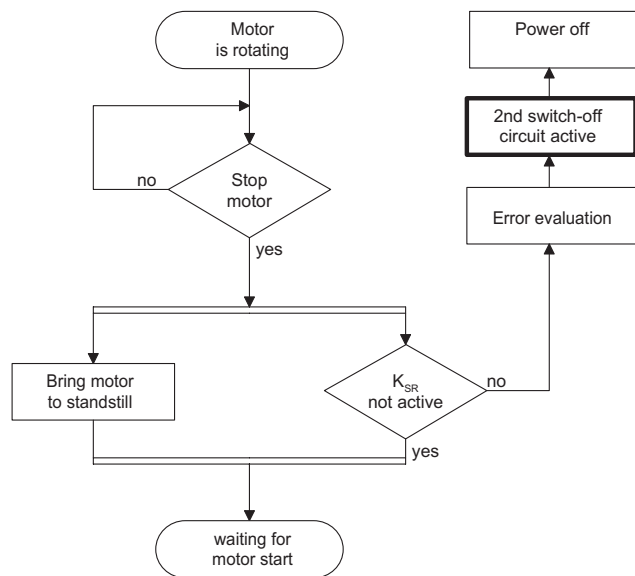 Motor
is rotating
Power off
2nd switch-off
circuit active
no
Stop
motor
Error evaluation
yes
Bring motor
to standstill
K_SR
not active
no
yes
waiting for
motor start